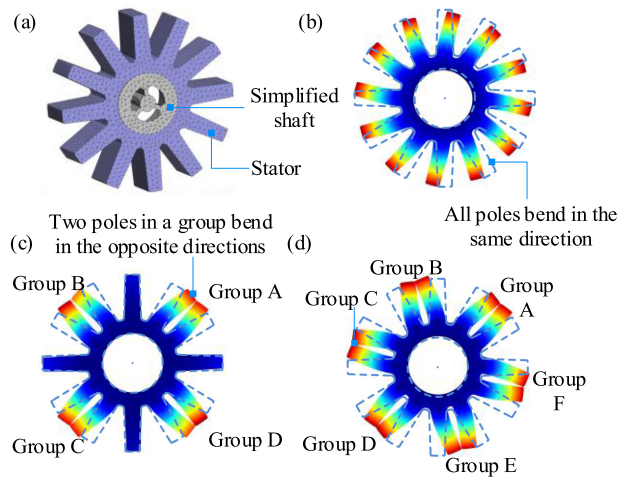 (a)
(b)
Simplified
shaft
Stator
All poles bend in the
same direction
Two poles in a group bend
in the opposite directions
(c)
Group B
Group A
Group C
Group D
(d)
Group B
Group C
Group
A
Group
F
Group D
Group E